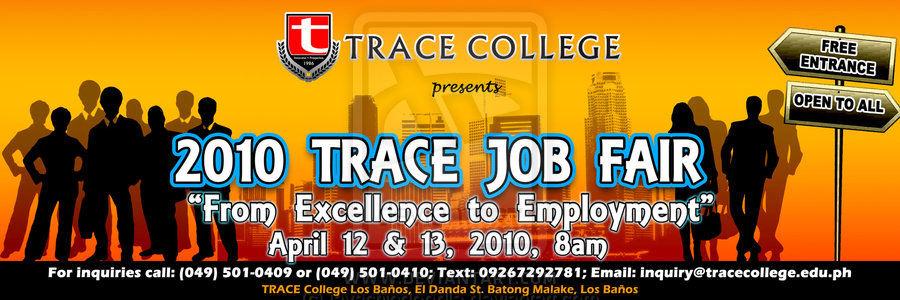 t
1986
TRACE COLLEGE
presents
FREE
ENTRANCE
OPEN TO ALL
2010 TRACE JOB FAIR
"From Excellence to Employment"
April 12 & 13, 2010, 8am
For inquiries call: (049) 501-0409 or (049) 501-0410; Text: 09267292781; Email: inquiry@tracecollege.edu.ph
TRACE College Los Baños, El Danda St. Batong Malake, Los Baños